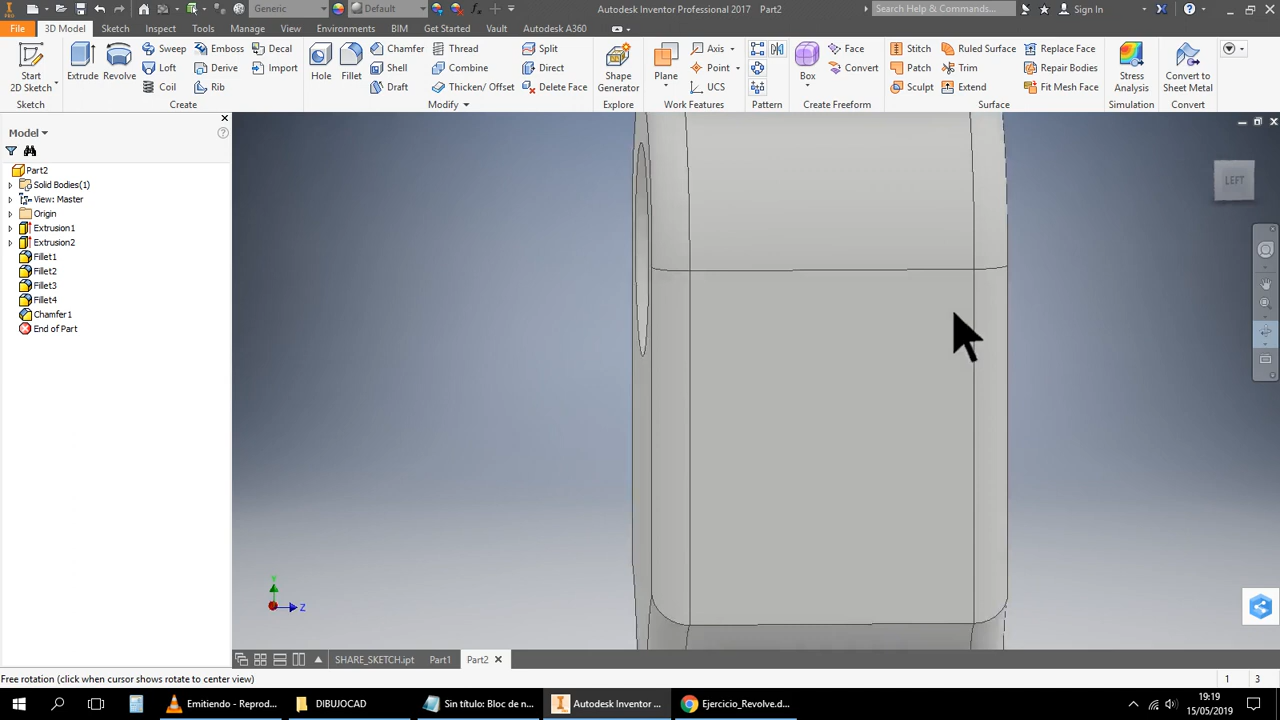 Generic
Default
Autodesk Inventor Professional 2017 Part2
Search Help & Commands...
Sign In
PRO
File 3D Model Sketch Inspect Tools Manage View Environments BIM Get Started Vault Autodesk A360
Start
2D Sketch
Sketch
Extrude
Revolve
Sweep
Loft
Coil
Emboss
Derive
Rib
Decal
Import
Create
Hole
Fillet
Chamfer
Shell
Draft
Thread
Combine
Thicken/ Offset
Split
Direct
Delete Face
Modify
Shape
Generator
Explore
Plane
Axis
Point
UCS
Work Features
Pattern
Box
Face
Convert
Create Freeform
Stitch
Patch
Sculpt
Ruled Surface
Trim
Extend
Replace Face
Repair Bodies
Fit Mesh Face
Surface
Stress
Analysis
Simulation
Convert to
Sheet Metal
Convert
Model
Part2
Solid Bodies(1)
View: Master
Origin
Extrusion1
Extrusion2
Fillet1
Fillet2
Fillet3
Fillet4
Chamfer1
End of Part
LEFT
Y
Z
SHARE_SKETCH.ipt Part1 Part2
Free rotation (click when cursor shows rotate to center view)
1 3
Emitiendo - Reprod...
DIBUJOCAD
Sin título: Bloc de n...
Autodesk Inventor ...
Ejercicio_Revolve.d...
19:19
15/05/2019